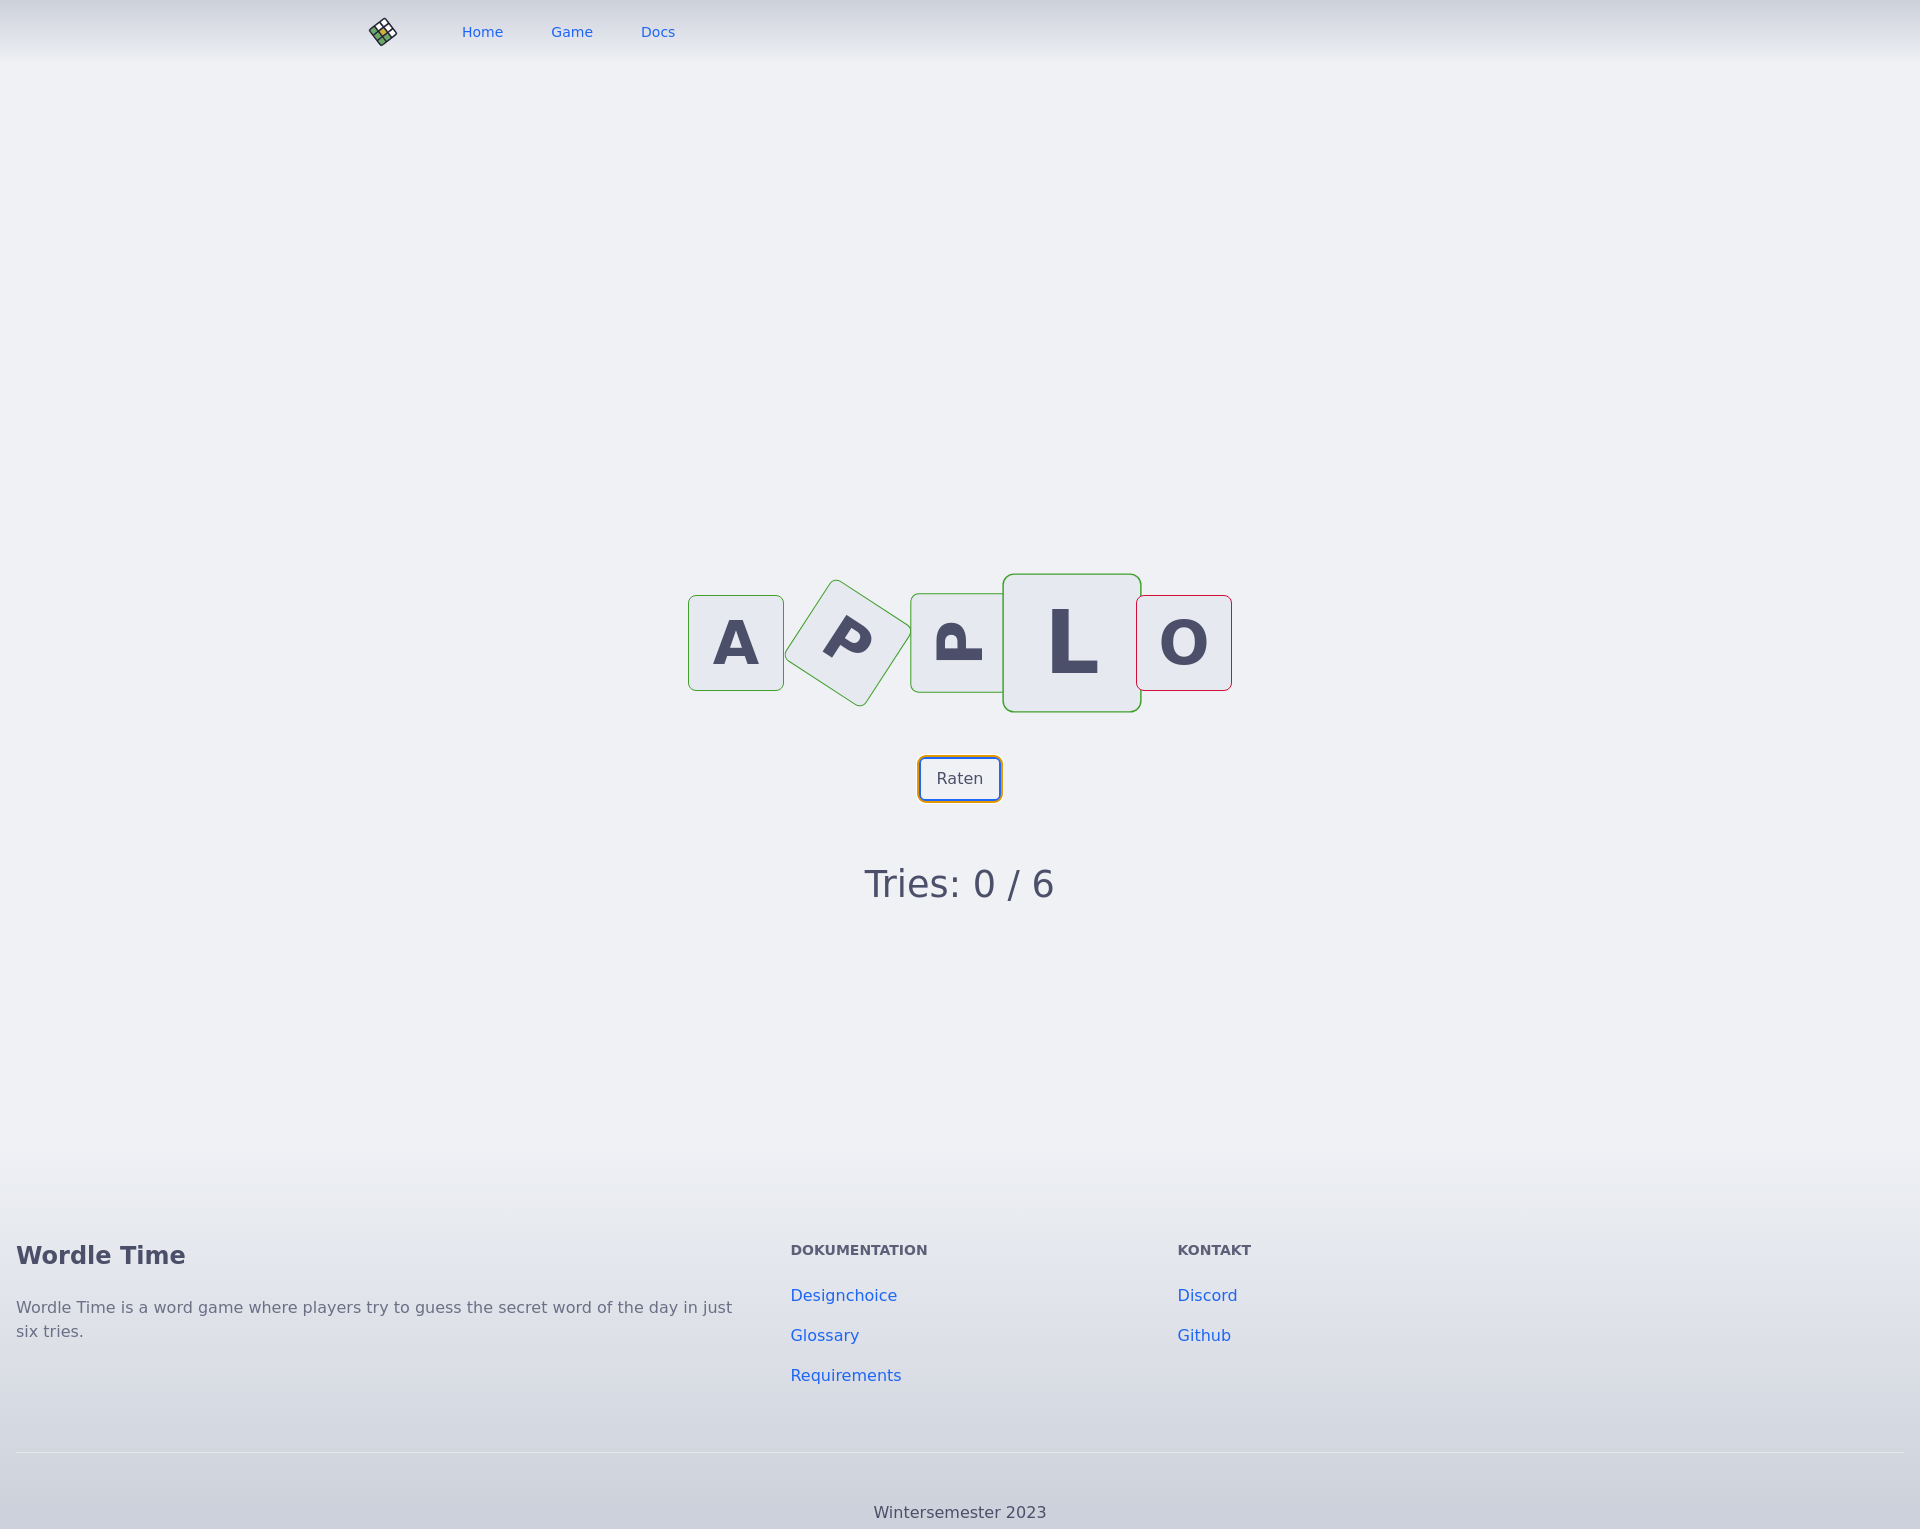 Home Game Docs
A P P L O
Raten
Tries: 0 / 6
Wordle Time
Wordle Time is a word game where players try to guess the secret word of the day in just
six tries.
DOKUMENTATION
Designchoice
Glossary
Requirements
KONTAKT
Discord
Github
Wintersemester 2023